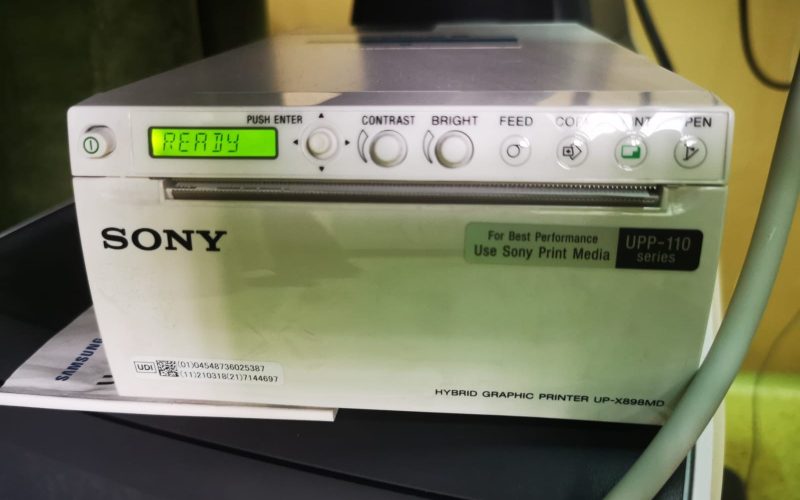 PUSH ENTER
READY
CONTRAST
BRIGHT
FEED
SONY
For Best Performance
Use Sony Print Media
UPP-110
series
UDI
(01)04548736025387
(11)210318(21)7144697
HYBRID GRAPHIC PRINTER UP-X898MD
SAMSUNG